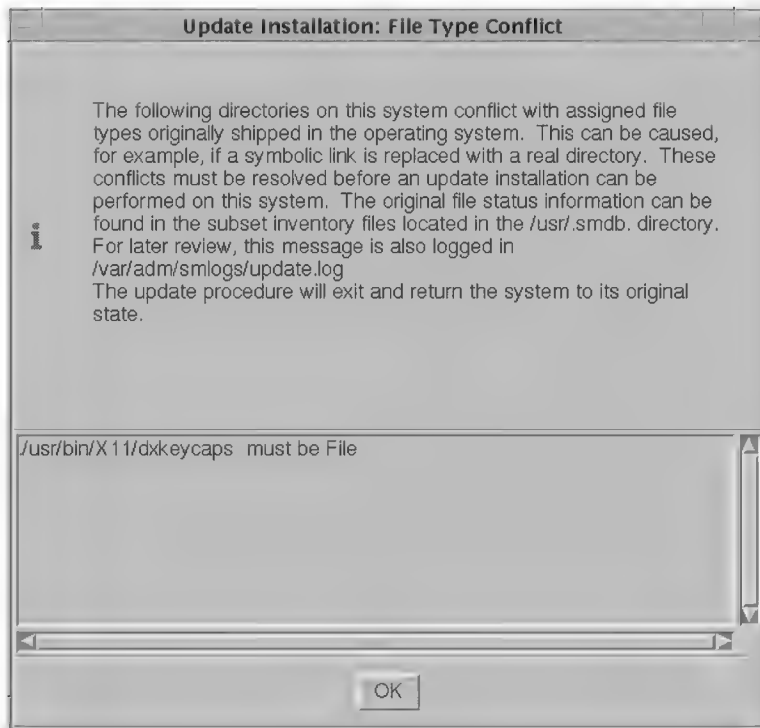 Update Installation: File Type Conflict
The following directories on this system conflict with assigned file
types originally shipped in the operating system. This can be caused,
for example, if a symbolic link is replaced with a real directory. These
conflicts must be resolved before an update installation can be
performed on this system. The original file status information can be
found in the subset inventory files located in the /usr/.smdb. directory.
For later review, this message is also logged in
/var/adm/smlogs/update.log
The update procedure will exit and return the system to its original
state.
/usr/bin/X11/dxkeycaps must be File
OK